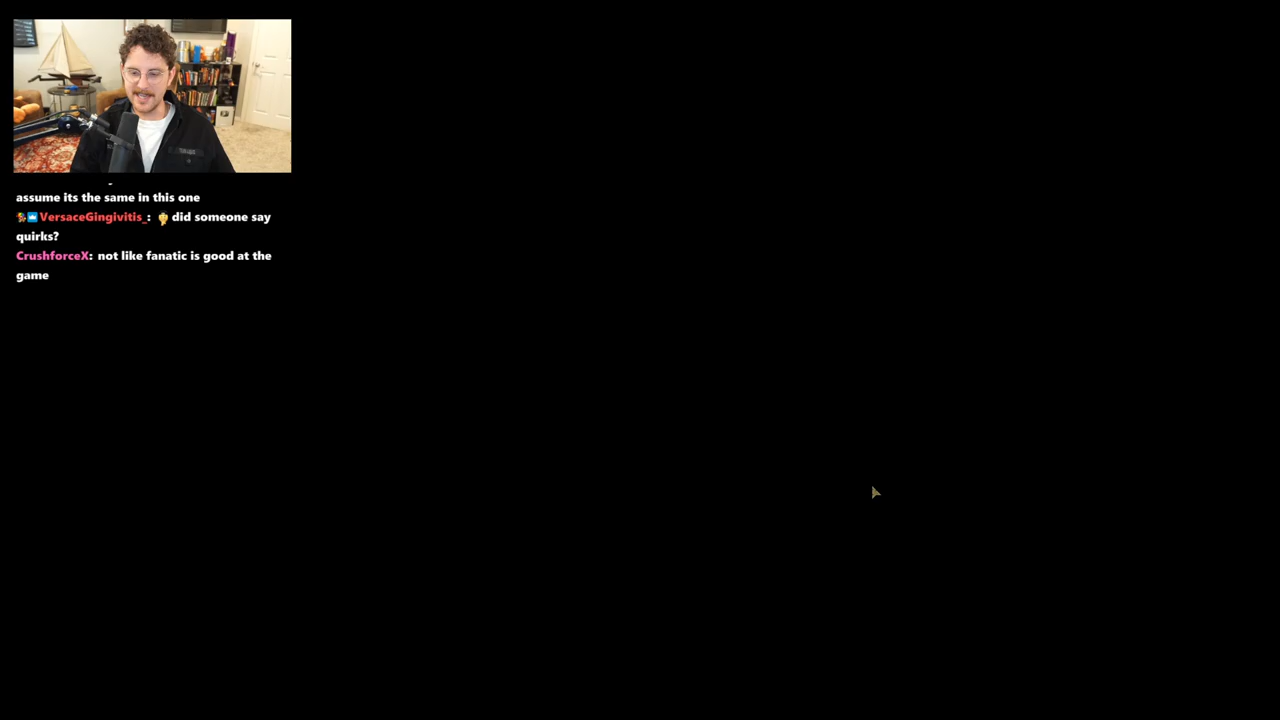 assume its the same in this one
VersaceGingivitis_: did someone say
quirks?
CrushforceX: not like fanatic is good at the
game